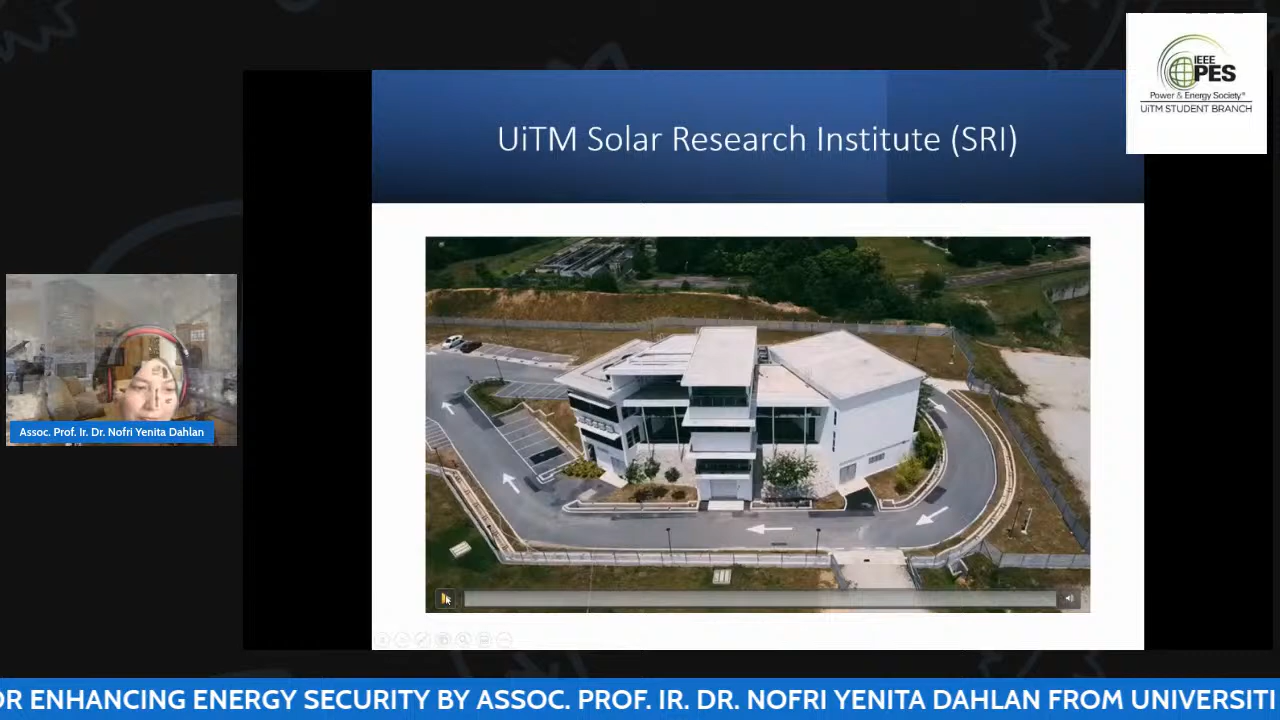 UiTM Solar Research Institute (SRI)
IEEE
PES
Power & Energy Society®
UiTM STUDENT BRANCH
Assoc. Prof. Ir. Dr. Nofri Yenita Dahlan
OR ENHANCING ENERGY SECURITY BY ASSOC. PROF. IR. DR. NOFRI YENITA DAHLAN FROM UNIVERSITI